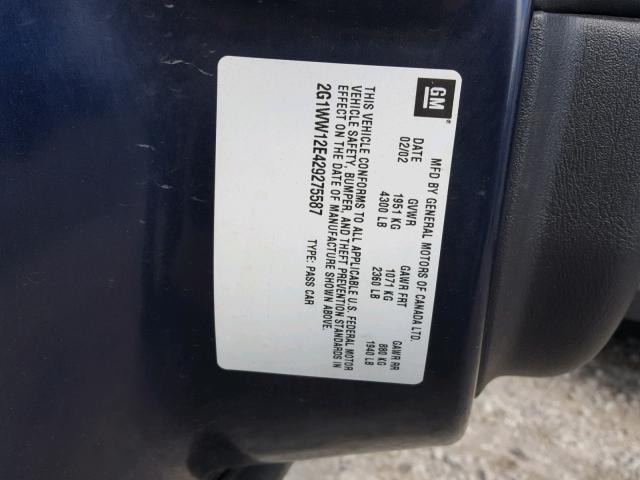 GM
MFD BY GENERAL MOTORS OF CANADA LTD.
DATE GVWR GAWR FRT GAWR RR
02/02 1951 KG 1071 KG 880 KG
4300 LB 2360 LB 1940 LB
THIS VEHICLE CONFORMS TO ALL APPLICABLE U.S. FEDERAL MOTOR
VEHICLE SAFETY, BUMPER, AND THEFT PREVENTION STANDARDS IN
EFFECT ON THE DATE OF MANUFACTURE SHOWN ABOVE.
2G1WW12E429275587 TYPE: PASS CAR